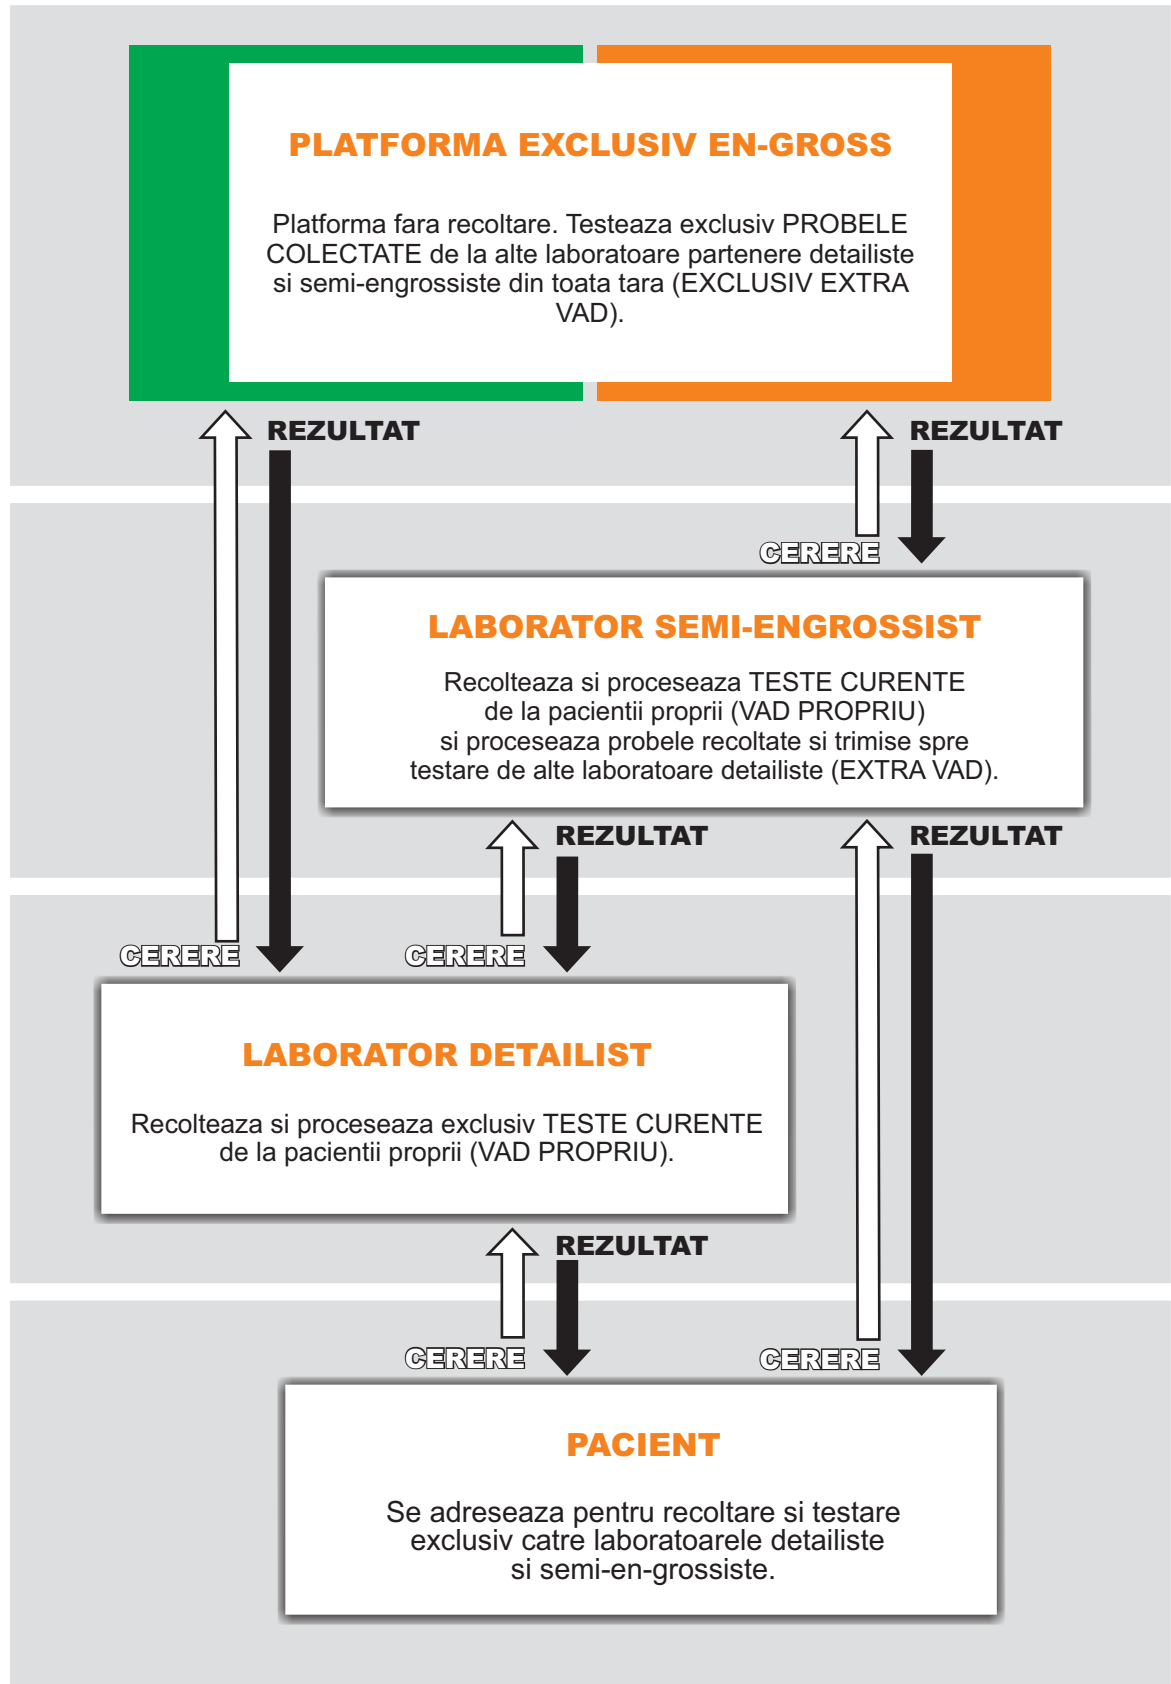 PLATFORMA EXCLUSIV EN-GROSS
Platforma fara recoltare. Testeaza exclusiv PROBELE
COLECTATE de la alte laboratoare partenere detailiste
si semi-engrossiste din toata tara (EXCLUSIV EXTRA
VAD).
REZULTAT
REZULTAT
CERERE
LABORATOR SEMI-ENGROSSIST
Recolteaza si proceseaza TESTE CURENTE
de la pacientii proprii (VAD PROPRIU)
si proceseaza probele recoltate si trimise spre
testare de alte laboratoare detailiste (EXTRA VAD).
REZULTAT
REZULTAT
CERERE
CERERE
LABORATOR DETAILIST
Recolteaza si proceseaza exclusiv TESTE CURENTE
de la pacientii proprii (VAD PROPRIU).
REZULTAT
CERERE
CERERE
PACIENT
Se adreseaza pentru recoltare si testare
exclusiv catre laboratoarele detailiste
si semi-en-grossiste.